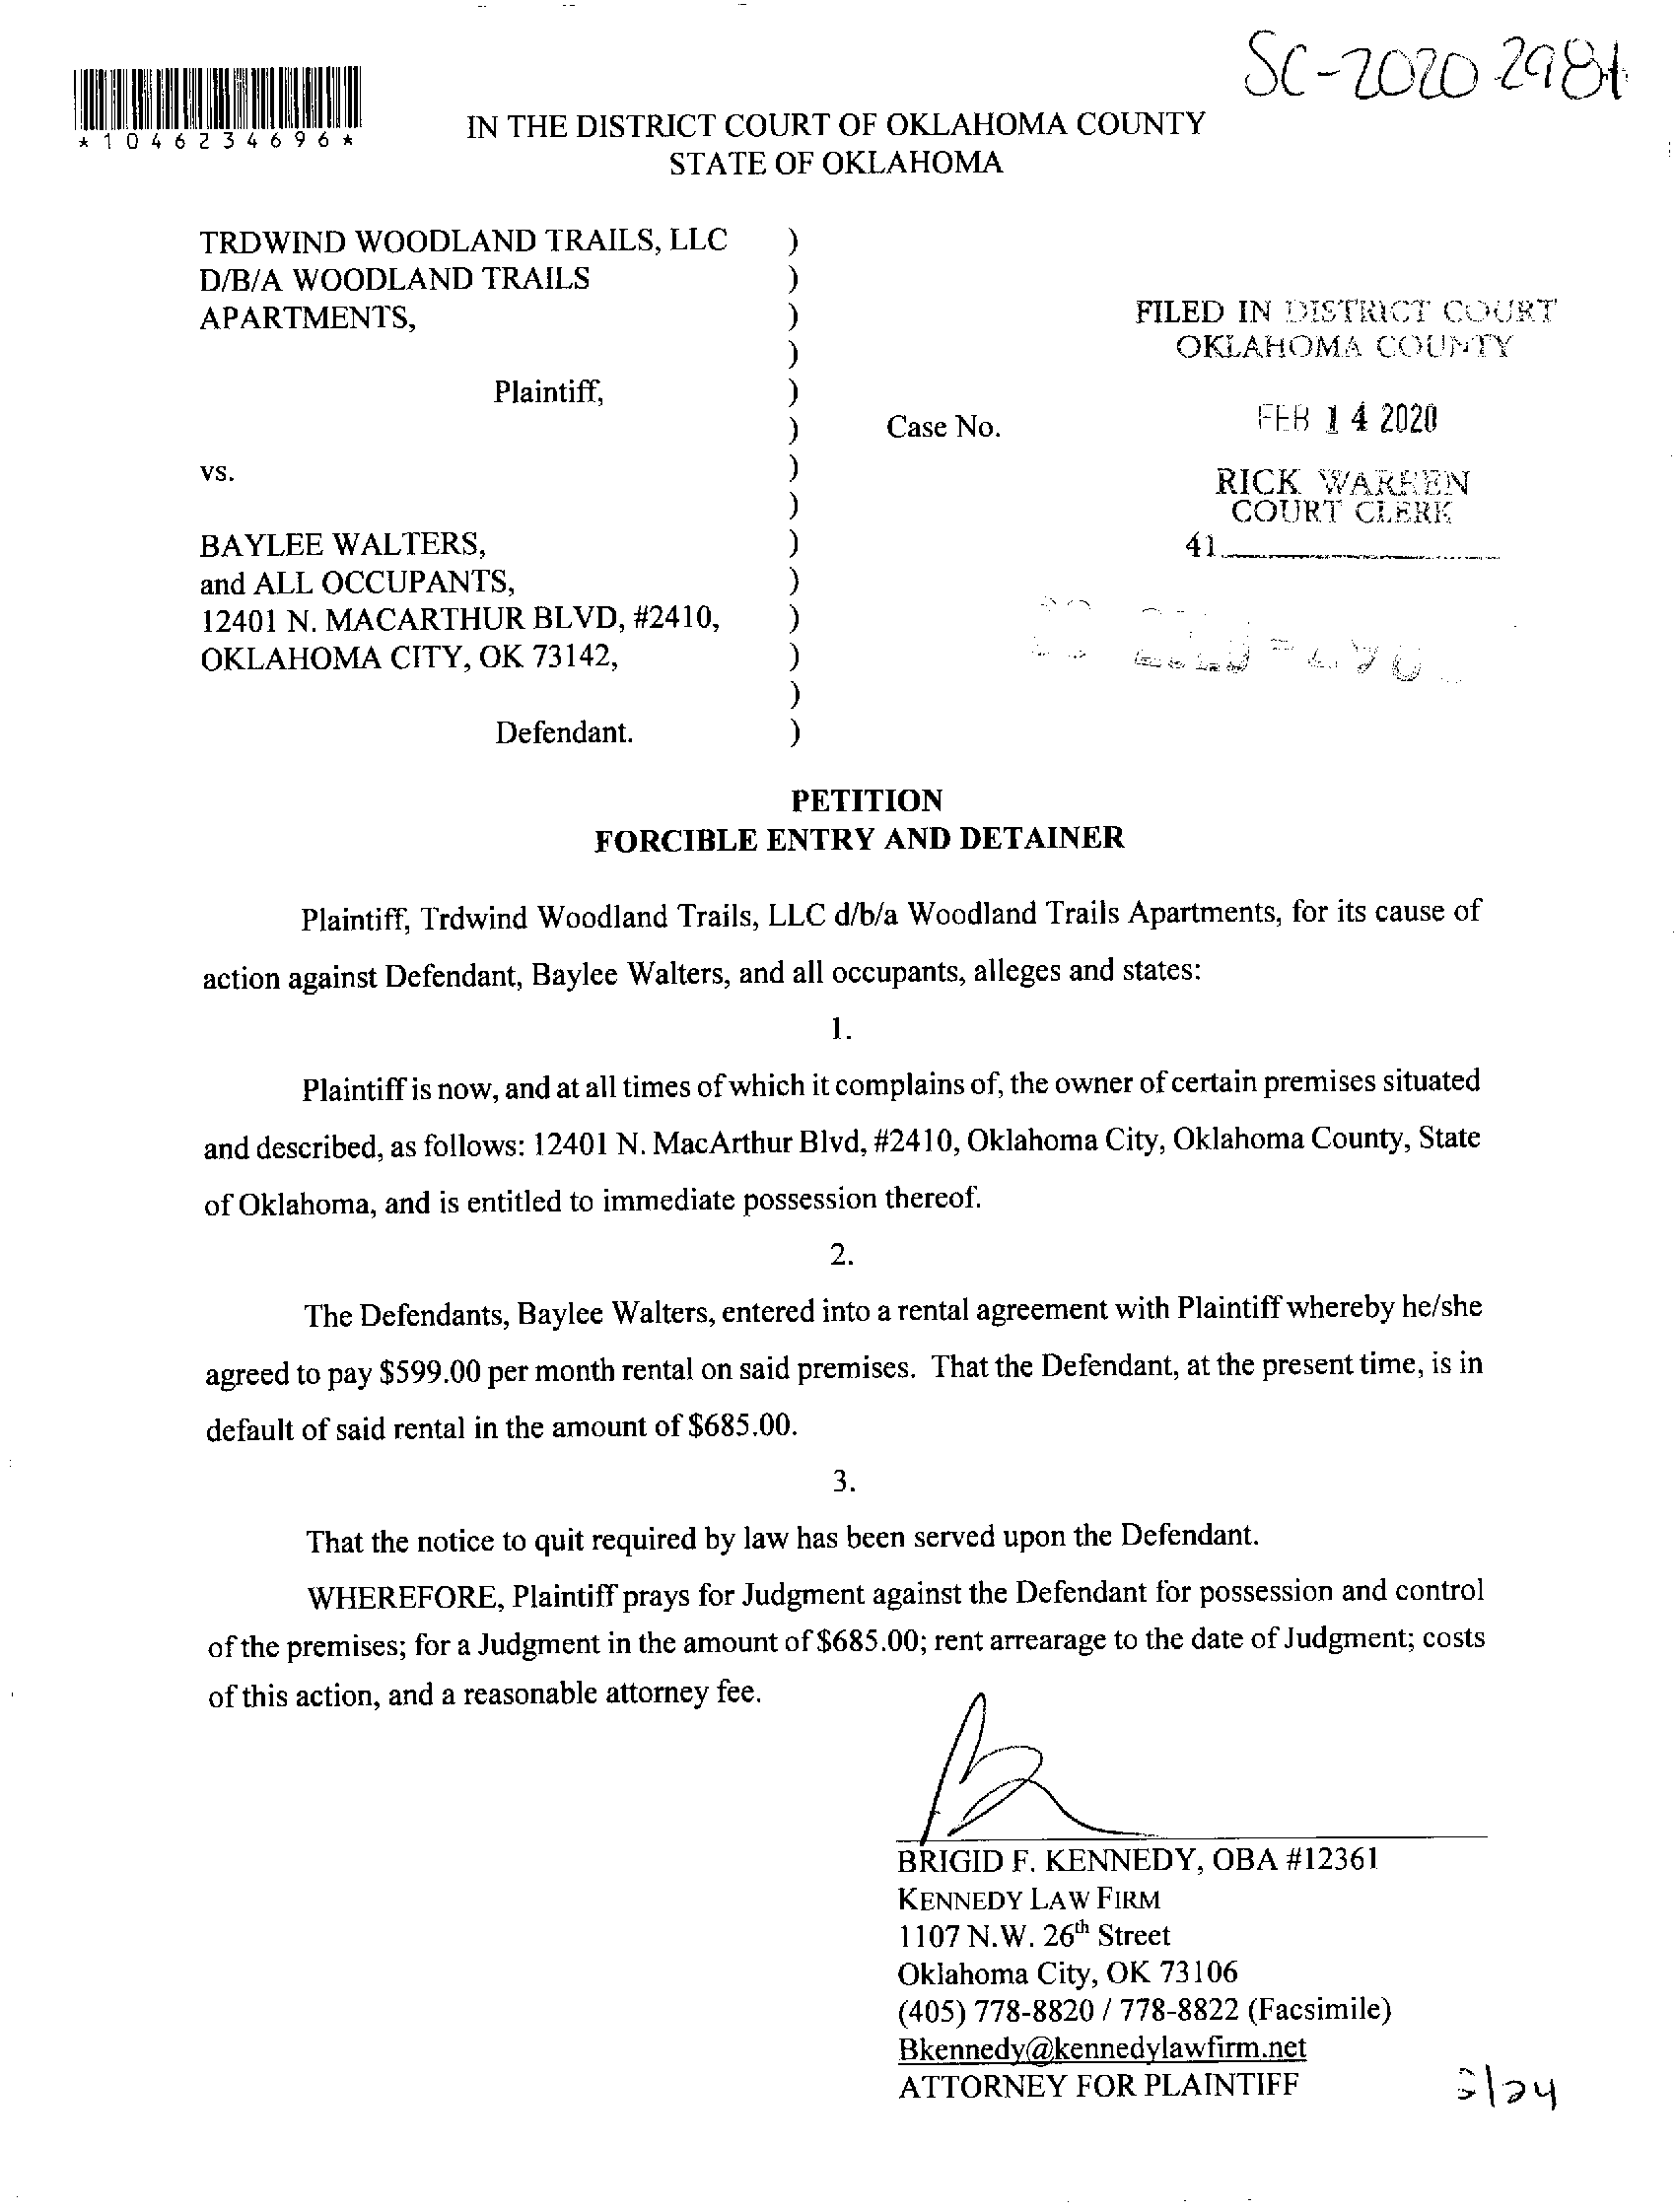 SC-2020 2981
*1046234696*
IN THE DISTRICT COURT OF OKLAHOMA COUNTY
STATE OF OKLAHOMA
TRDWIND WOODLAND TRAILS, LLC )
D/B/A WOODLAND TRAILS )
APARTMENTS, )
)
Plaintiff, )
) Case No.
vs. )
)
BAYLEE WALTERS, )
and ALL OCCUPANTS, )
12401 N. MACARTHUR BLVD, #2410, )
OKLAHOMA CITY, OK 73142, )
)
Defendant. )
FILED IN DISTRICT COURT
OKLAHOMA COUNTY
FEB 14 2020
RICK WARREN
COURT CLERK
41
PETITION
FORCIBLE ENTRY AND DETAINER
Plaintiff, Trdwind Woodland Trails, LLC d/b/a Woodland Trails Apartments, for its cause of
action against Defendant, Baylee Walters, and all occupants, alleges and states:
1.
Plaintiff is now, and at all times of which it complains of, the owner of certain premises situated
and described, as follows: 12401 N. MacArthur Blvd, #2410, Oklahoma City, Oklahoma County, State
of Oklahoma, and is entitled to immediate possession thereof.
2.
The Defendants, Baylee Walters, entered into a rental agreement with Plaintiff whereby he/she
agreed to pay $599.00 per month rental on said premises. That the Defendant, at the present time, is in
default of said rental in the amount of $685.00.
3.
That the notice to quit required by law has been served upon the Defendant.
WHEREFORE, Plaintiff prays for Judgment against the Defendant for possession and control
of the premises; for a Judgment in the amount of $685.00; rent arrearage to the date of Judgment; costs
of this action, and a reasonable attorney fee.
BRIGID F. KENNEDY, OBA #12361
KENNEDY LAW FIRM
1107 N.W. 26th Street
Oklahoma City, OK 73106
(405) 778-8820 / 778-8822 (Facsimile)
Bkennedy@kennedylawfirm.net
ATTORNEY FOR PLAINTIFF